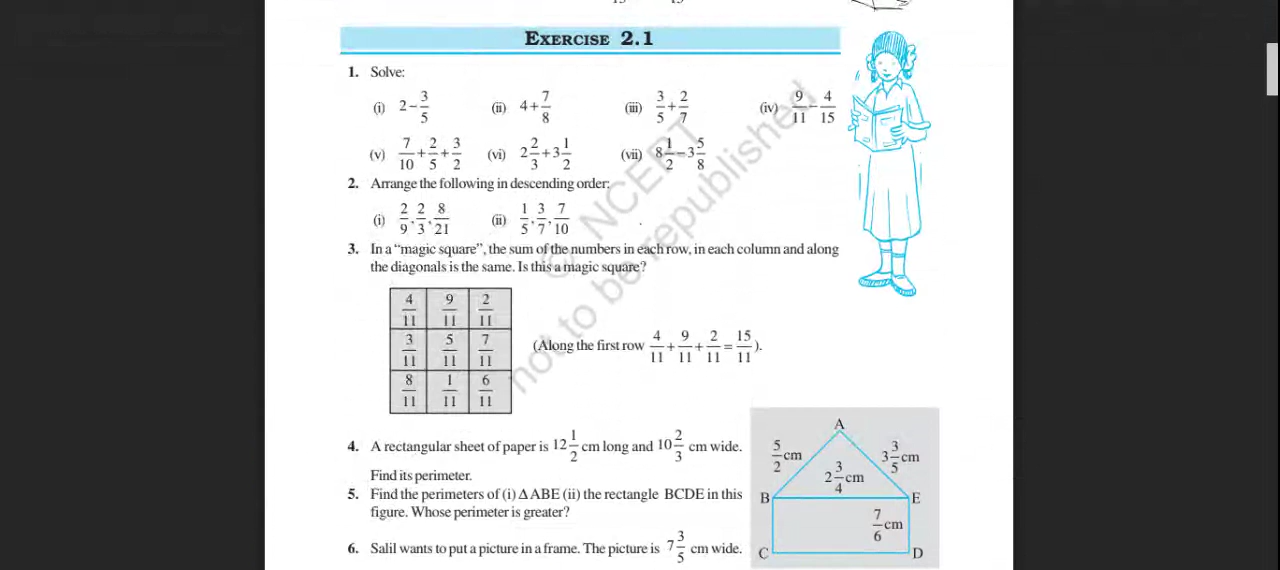 EXERCISE 2.1
1. Solve:
(i) 2 − 3/5 (ii) 4 + 7/8 (iii) 3/5 + 2/7 (iv) 9/11 − 4/15
(v) 7/10 + 2/5 + 3/2 (vi) 2 2/3 + 3 1/2 (vii) 8 1/2 − 3 5/8
2. Arrange the following in descending order:
(i) 2/9, 2/3, 8/21 (ii) 1/5, 3/7, 7/10
3. In a “magic square”, the sum of the numbers in each row, in each column and along
the diagonals is the same. Is this a magic square?
4/11 9/11 2/11
3/11 5/11 7/11
8/11 1/11 6/11
(Along the first row 4/11 + 9/11 + 2/11 = 15/11).
4. A rectangular sheet of paper is 12 1/2 cm long and 10 2/3 cm wide.
Find its perimeter.
5. Find the perimeters of (i) Δ ABE (ii) the rectangle BCDE in this
figure. Whose perimeter is greater?
6. Salil wants to put a picture in a frame. The picture is 7 3/5 cm wide.
A
5/2 cm 3 3/5 cm
2 3/4 cm
B E
7/6 cm
C D
© NCERT
not to be republished